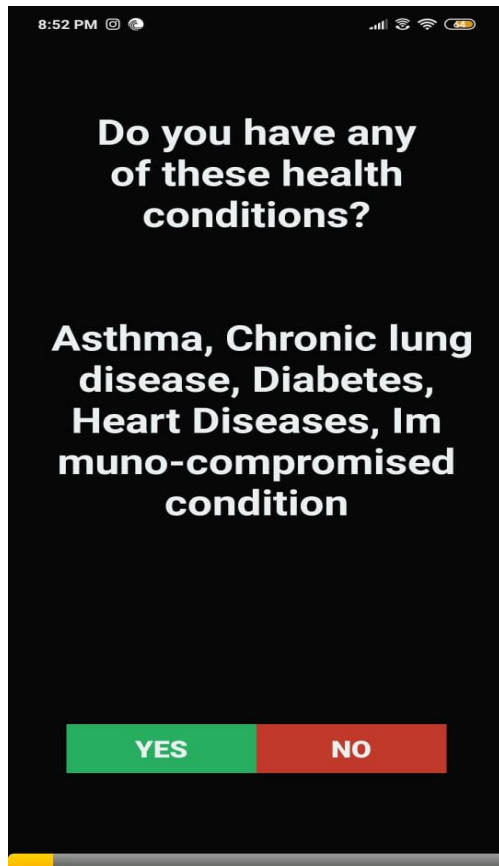 8:52 PM
64
Do you have any
of these health
conditions?
Asthma, Chronic lung
disease, Diabetes,
Heart Diseases, Im
muno-compromised
condition
YES NO